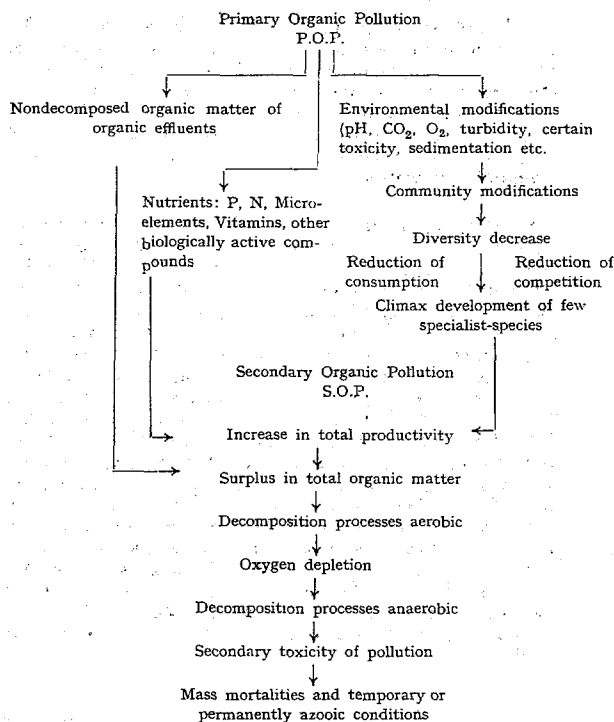 Primary Organic Pollution
P.O.P.
Nondecomposed organic matter of
organic effluents
Environmental modifications
(pH, CO₂, O₂, turbidity, certain
toxicity, sedimentation etc.
Nutrients: P, N, Micro-
elements, Vitamins, other
biologically active com-
pounds
Community modifications
Diversity decrease
Reduction of
consumption
Reduction of
competition
Climax development of few
specialist-species
Secondary Organic Pollution
S.O.P.
Increase in total productivity
Surplus in total organic matter
Decomposition processes aerobic
Oxygen depletion
Decomposition processes anaerobic
Secondary toxicity of pollution
Mass mortalities and temporary or
permanently azooic conditions